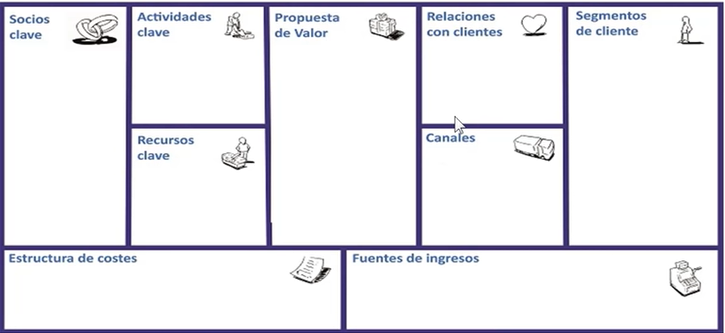 Socios
clave
Actividades
clave
Propuesta
de Valor
Relaciones
con clientes
Segmentos
de cliente
Recursos
clave
Canales
Estructura de costes
Fuentes de ingresos